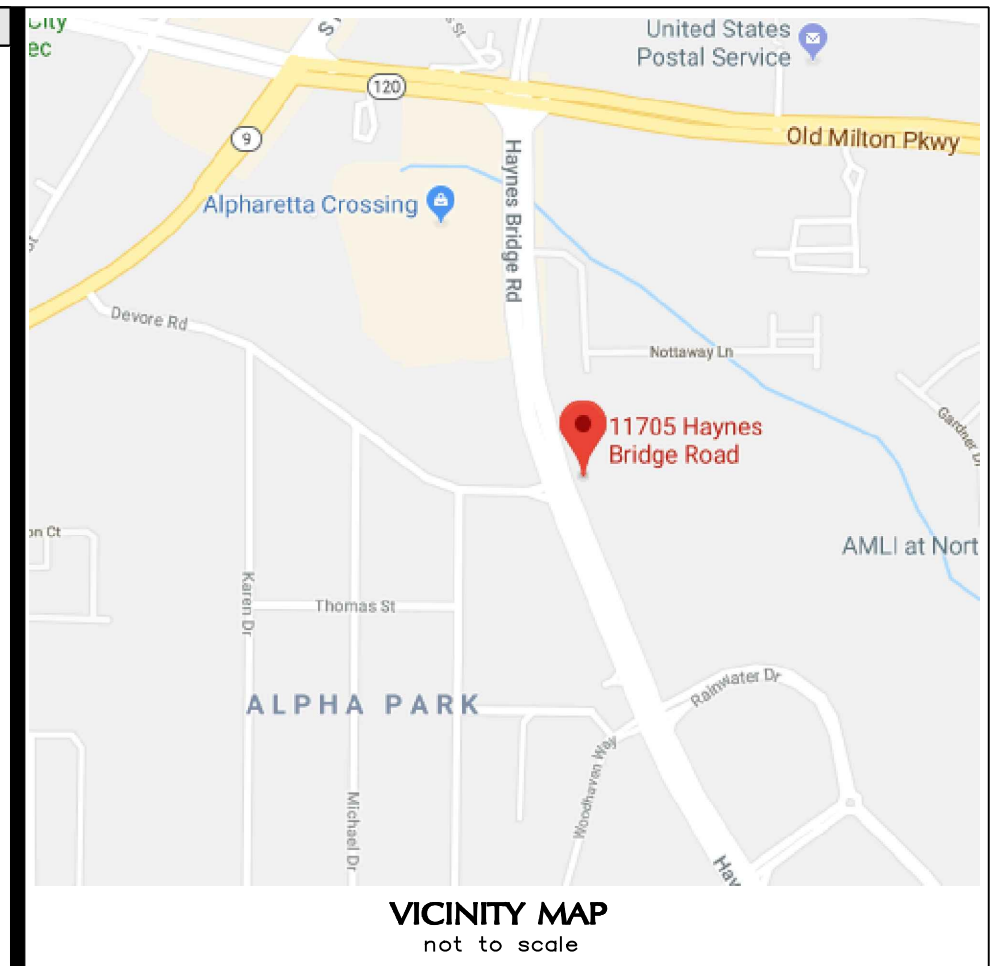 City
ec
S
s St
United States
Postal Service
120
9
Old Milton Pkwy
Haynes Bridge Rd
Alpharetta Crossing
St
Devore Rd
Nottaway Ln
11705 Haynes
Bridge Road
Gardner D
on Ct
AMLI at Nort
Karen Dr
Thomas St
ALPHA PARK
Rainwater Dr
Woodhaven Way
Michael Dr
Hay
VICINITY MAP
not to scale